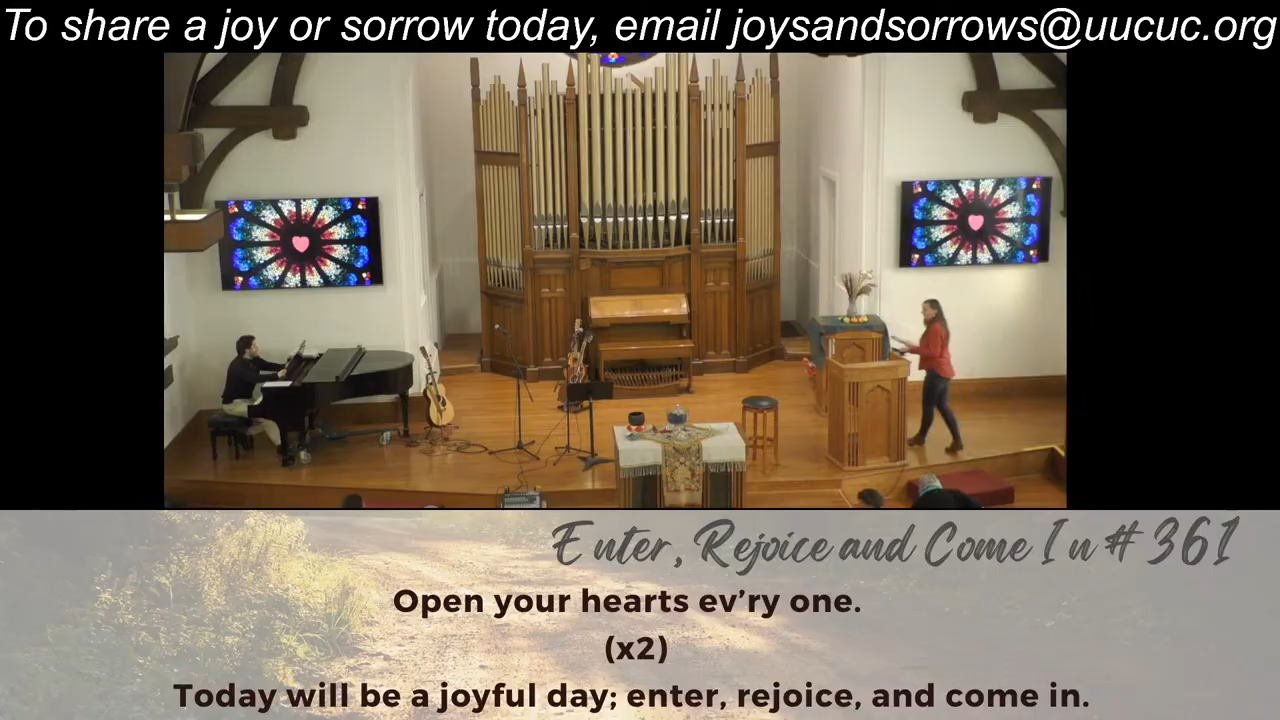 To share a joy or sorrow today, email joysandsorrows@uucuc.org
Enter, Rejoice and Come In # 361
Open your hearts ev’ry one.
(x2)
Today will be a joyful day; enter, rejoice, and come in.